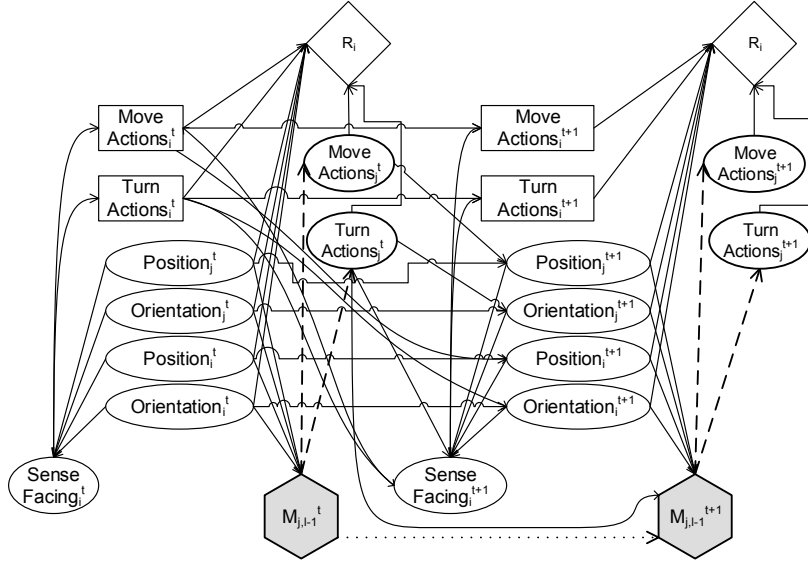 R_i
R_i
Move
Actions_i^t
Move
Actions_i^{t+1}
Move
Actions_j^t
Move
Actions_j^{t+1}
Turn
Actions_i^t
Turn
Actions_i^{t+1}
Turn
Actions_j^t
Turn
Actions_j^{t+1}
Position_j^t
Position_j^{t+1}
Orientation_j^t
Orientation_j^{t+1}
Position_i^t
Position_i^{t+1}
Orientation_i^t
Orientation_i^{t+1}
Sense
Facing_i^t
M_{j,l-1}^t
Sense
Facing_i^{t+1}
M_{j,l-1}^{t+1}